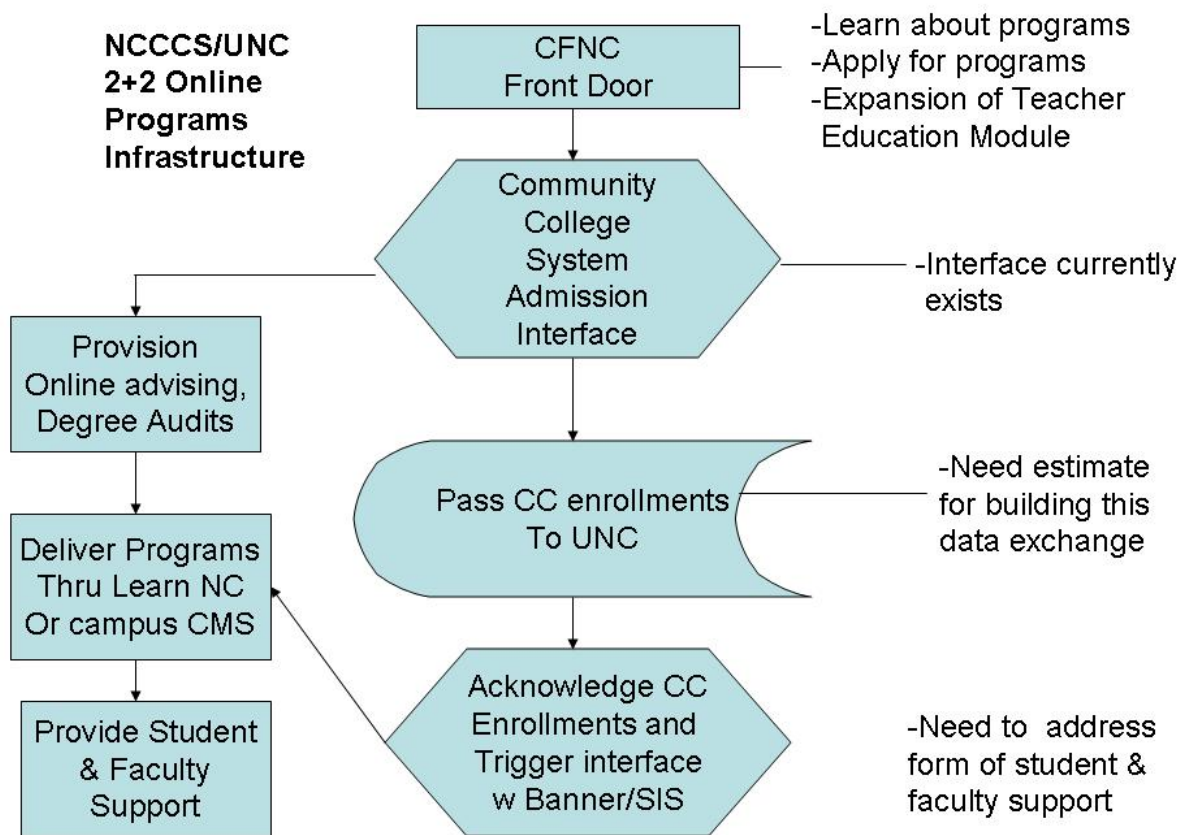 NCCCS/UNC
2+2 Online
Programs
Infrastructure
CFNC
Front Door
-Learn about programs
-Apply for programs
-Expansion of Teacher
Education Module
Community
College
System
Admission
Interface
-Interface currently
exists
Provision
Online advising,
Degree Audits
Pass CC enrollments
To UNC
-Need estimate
for building this
data exchange
Deliver Programs
Thru Learn NC
Or campus CMS
Acknowledge CC
Enrollments and
Trigger interface
w Banner/SIS
Provide Student
& Faculty
Support
-Need to address
form of student &
faculty support